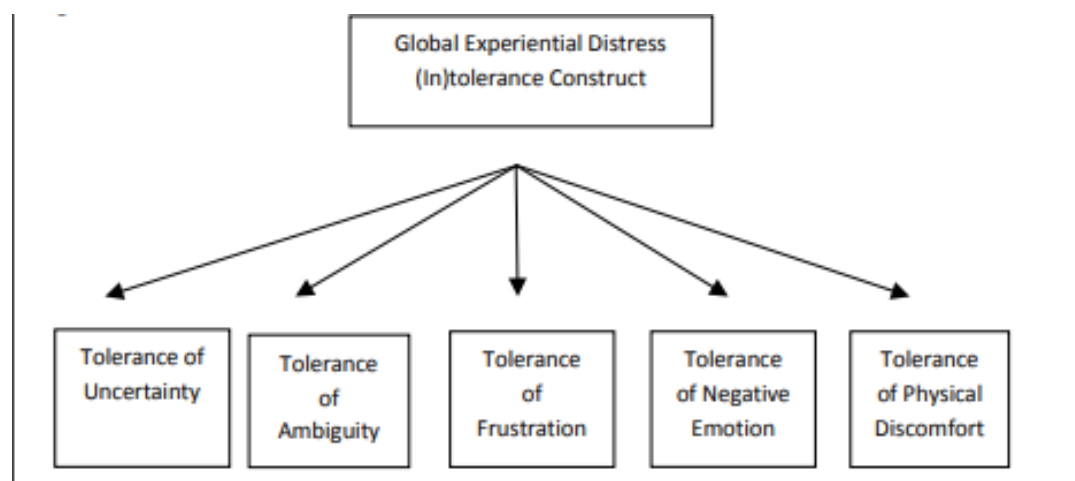 Global Experiential Distress
(In)tolerance Construct
Tolerance of
Uncertainty
Tolerance
of
Ambiguity
Tolerance
of
Frustration
Tolerance
of Negative
Emotion
Tolerance
of Physical
Discomfort